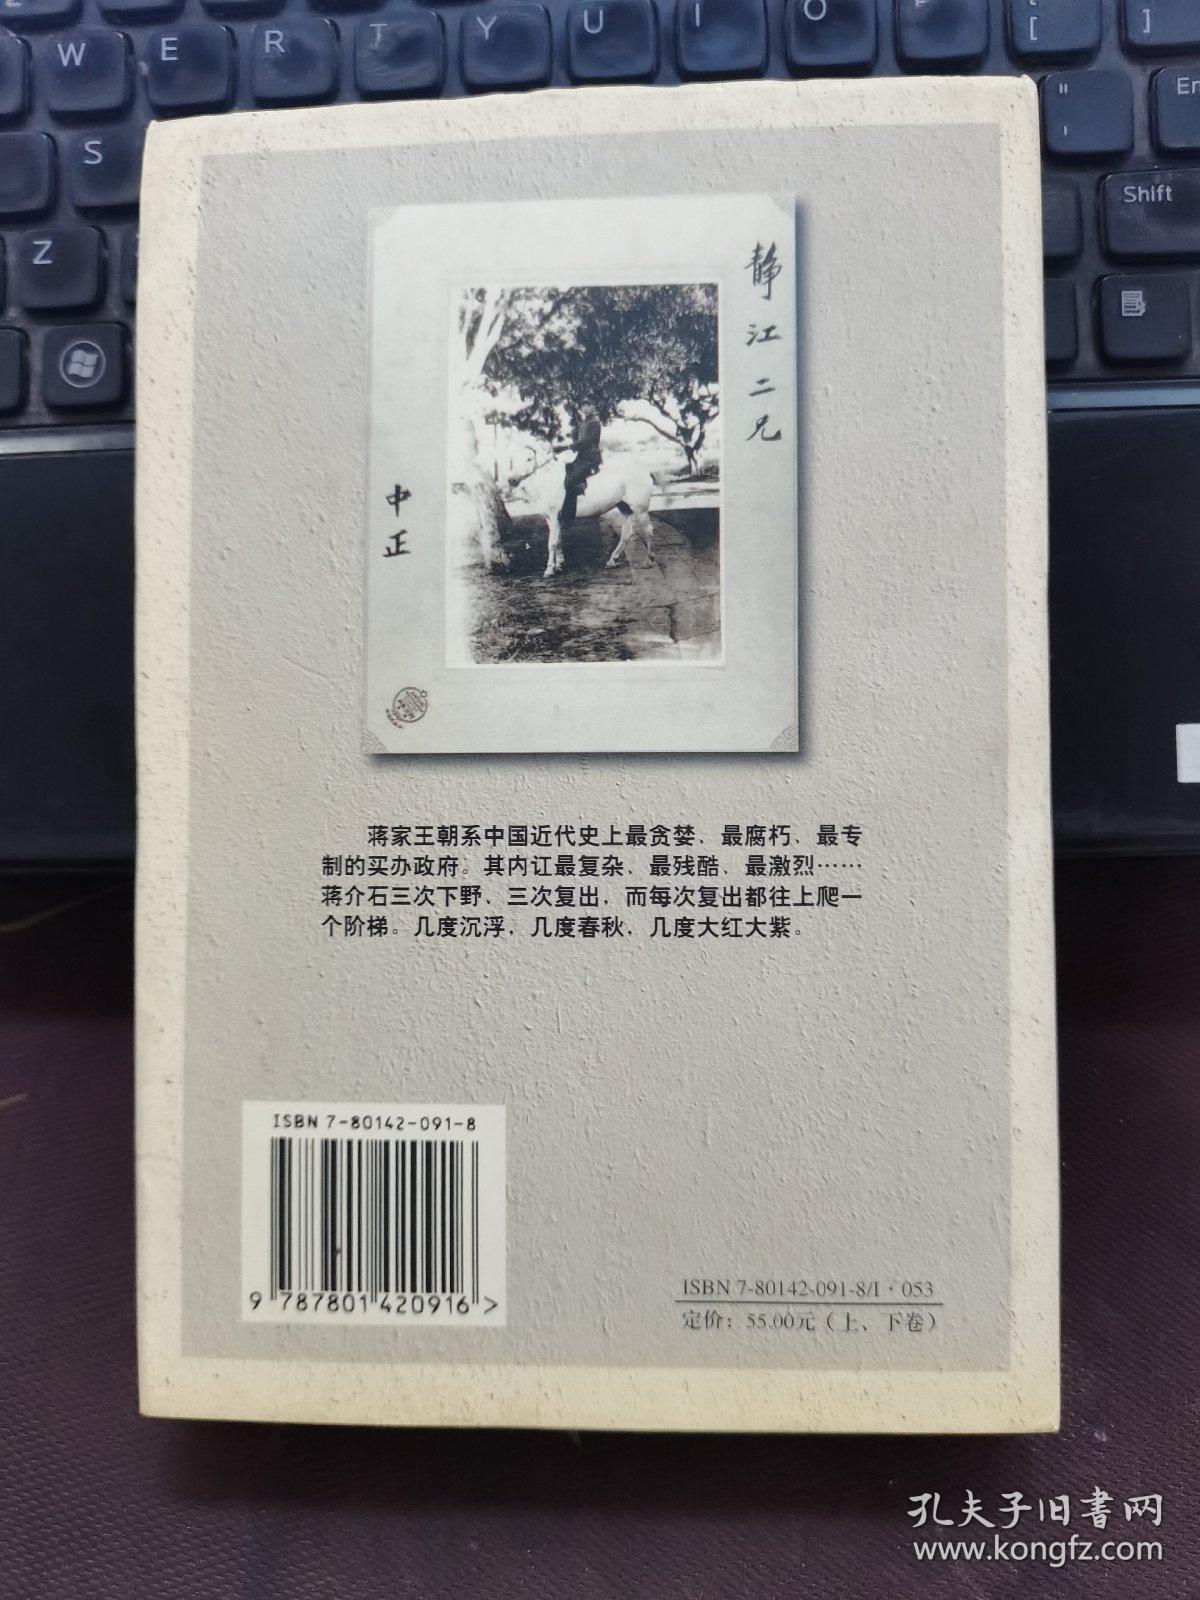 W E R T Y U I O
[
]
"
'
En
S
Shift
Z
静江二兄
中正
蒋家王朝系中国近代史上最贪婪、最腐朽、最专
制的买办政府。其内讧最复杂、最残酷、最激烈……
蒋介石三次下野、三次复出，而每次复出都往上爬一
个阶梯。几度沉浮，几度春秋，几度大红大紫。
ISBN 7-80142-091-8
9 787801 420916 >
ISBN 7-80142-091-8/I·053
定价：55.00元（上、下卷）
孔夫子旧書网
www.kongfz.com